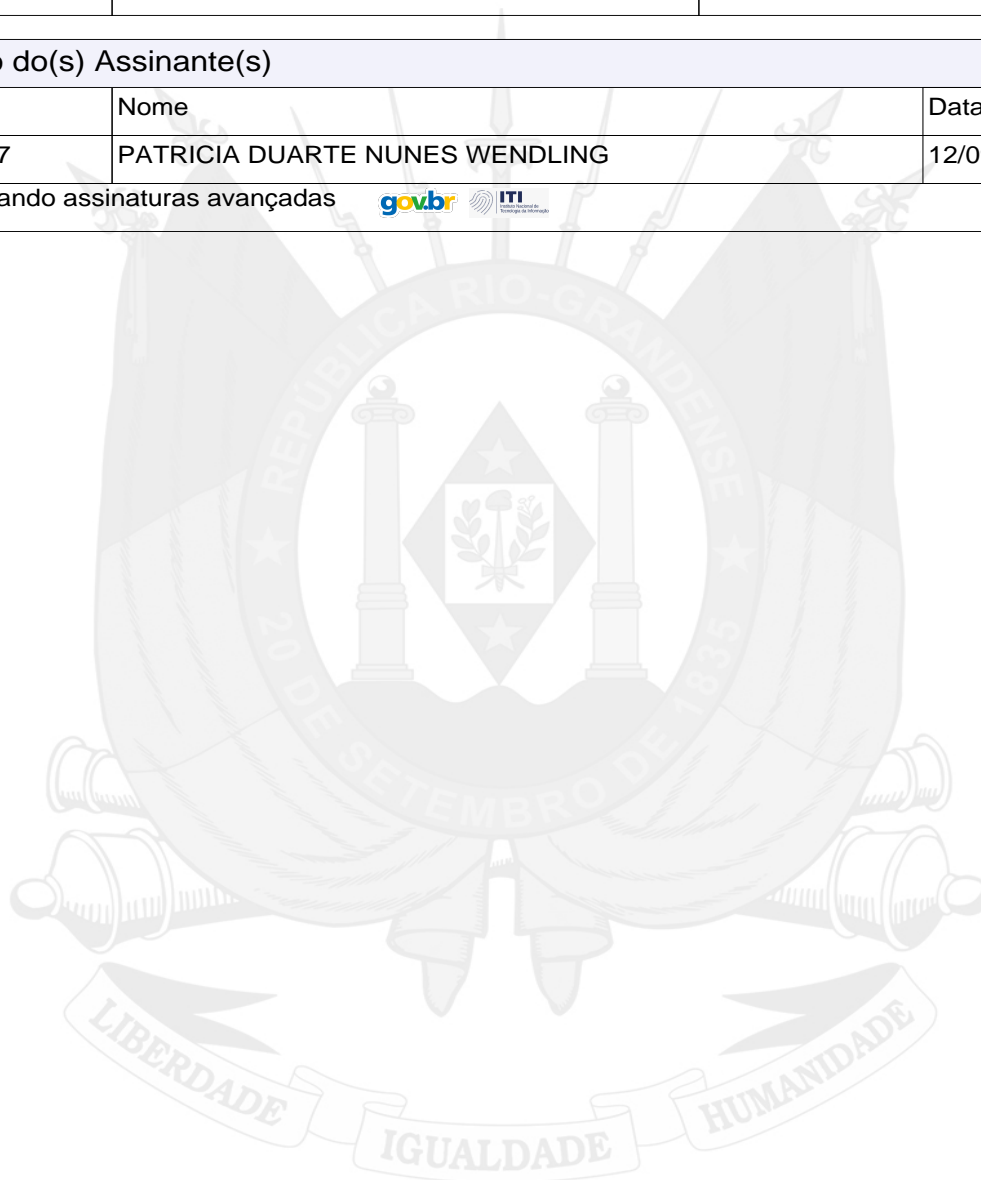 o do(s) Assinante(s)
Nome Data
7 PATRICIA DUARTE NUNES WENDLING 12/0
ando assinaturas avançadas gov.br ITI
REPÚBLICA RIO-GRANDENSE
20 DE SETEMBRO DE 1835
LIBERDADE IGUALDADE HUMANIDADE